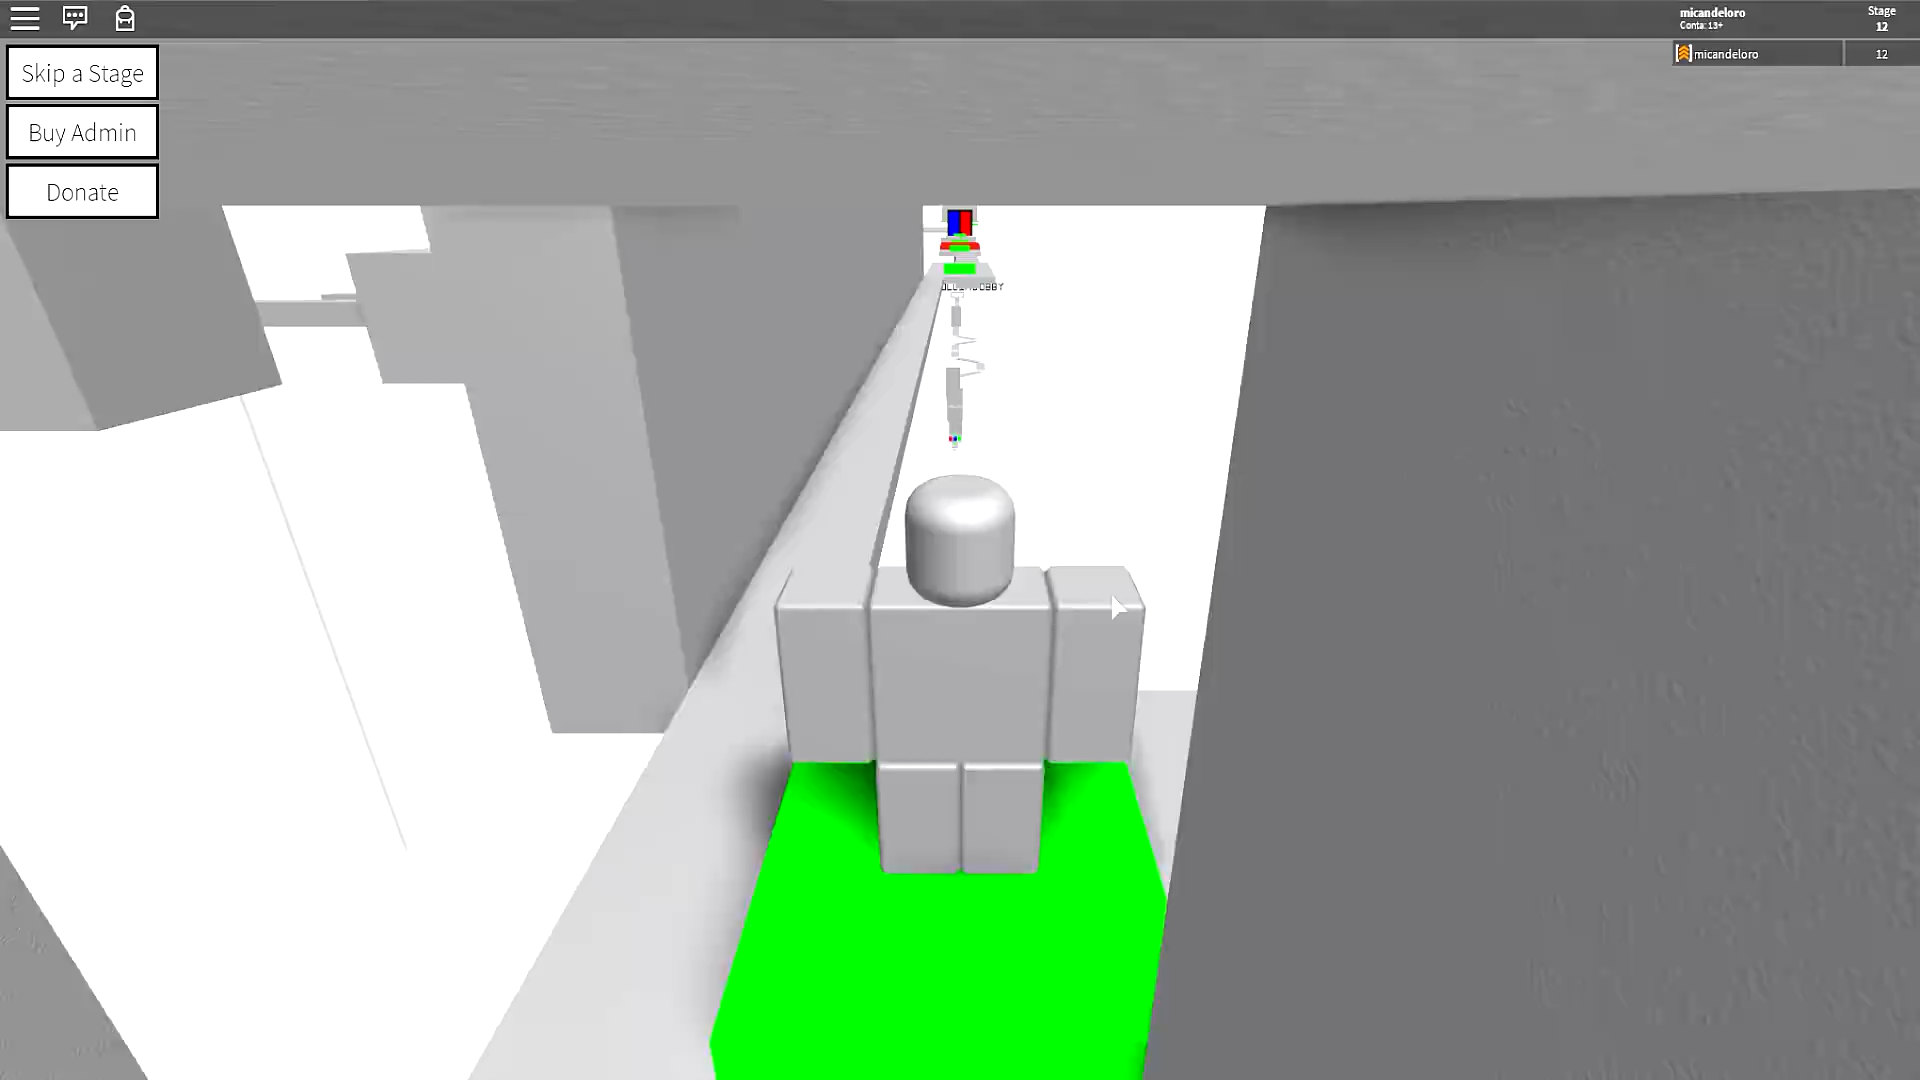 micandeloro
Conta: 13+
Stage
12
micandeloro
12
Skip a Stage
Buy Admin
Donate